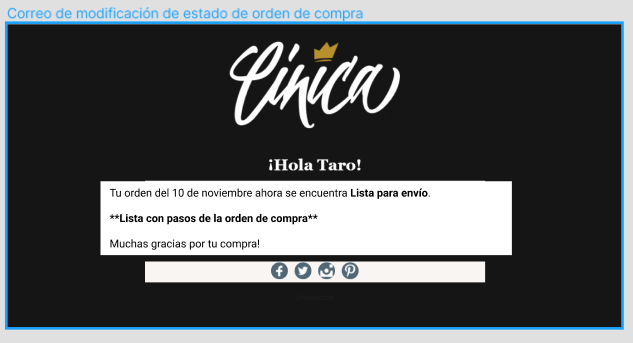 Correo de modificación de estado de orden de compra
Cínica
¡Hola Taro!
Tu orden del 10 de noviembre ahora se encuentra Lista para envío.
**Lista con pasos de la orden de compra**
Muchas gracias por tu compra!